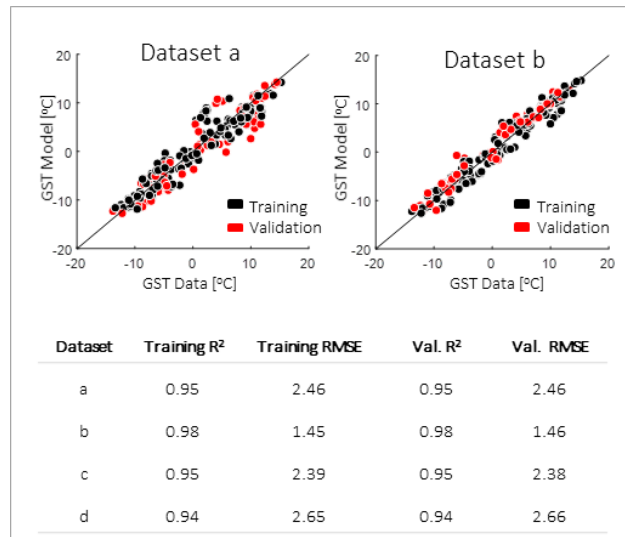 Dataset a
20
10
0
-10
-20
GST Model [ºC]
Training
Validation
-20 -10 0 10 20
GST Data [ºC]
Dataset b
20
10
0
-10
-20
GST Model [ºC]
Training
Validation
-20 -10 0 10 20
GST Data [ºC]
Dataset Training R² Training RMSE Val. R² Val. RMSE
a 0.95 2.46 0.95 2.46
b 0.98 1.45 0.98 1.46
c 0.95 2.39 0.95 2.38
d 0.94 2.65 0.94 2.66